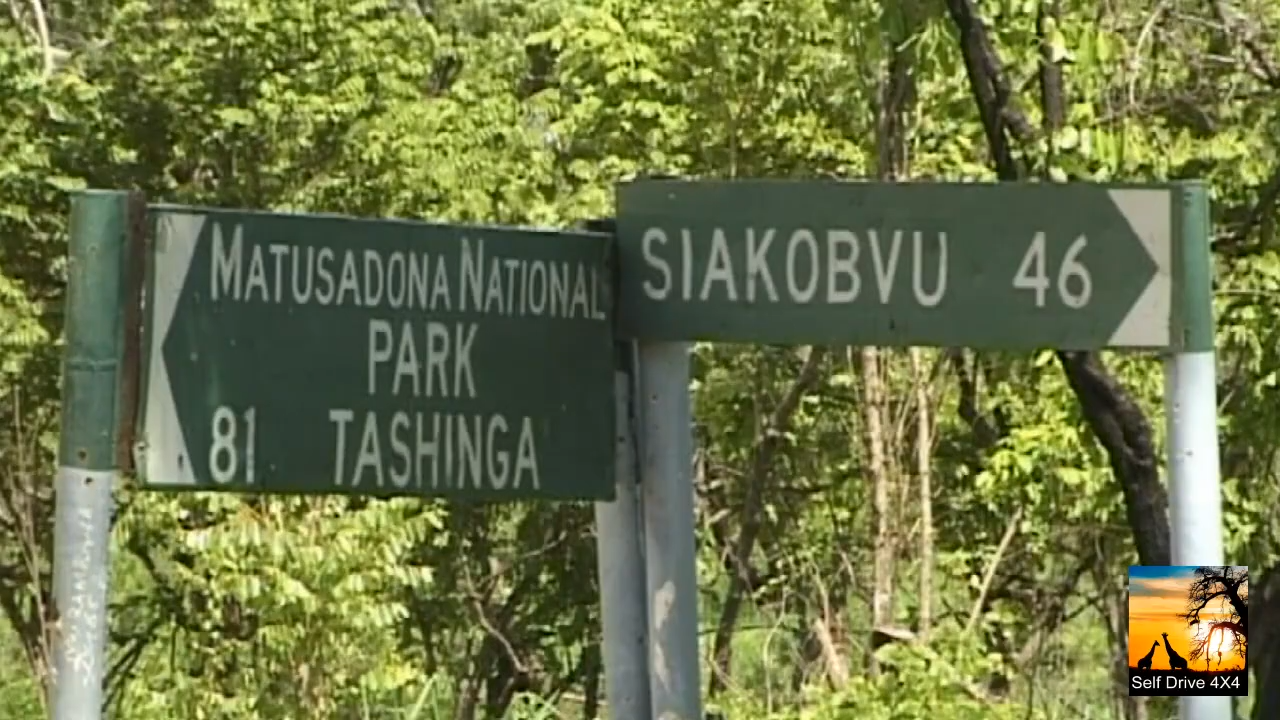 MATUSADONA NATIONAL
PARK
81 TASHINGA
SIAKOBVU 46
Self Drive 4X4